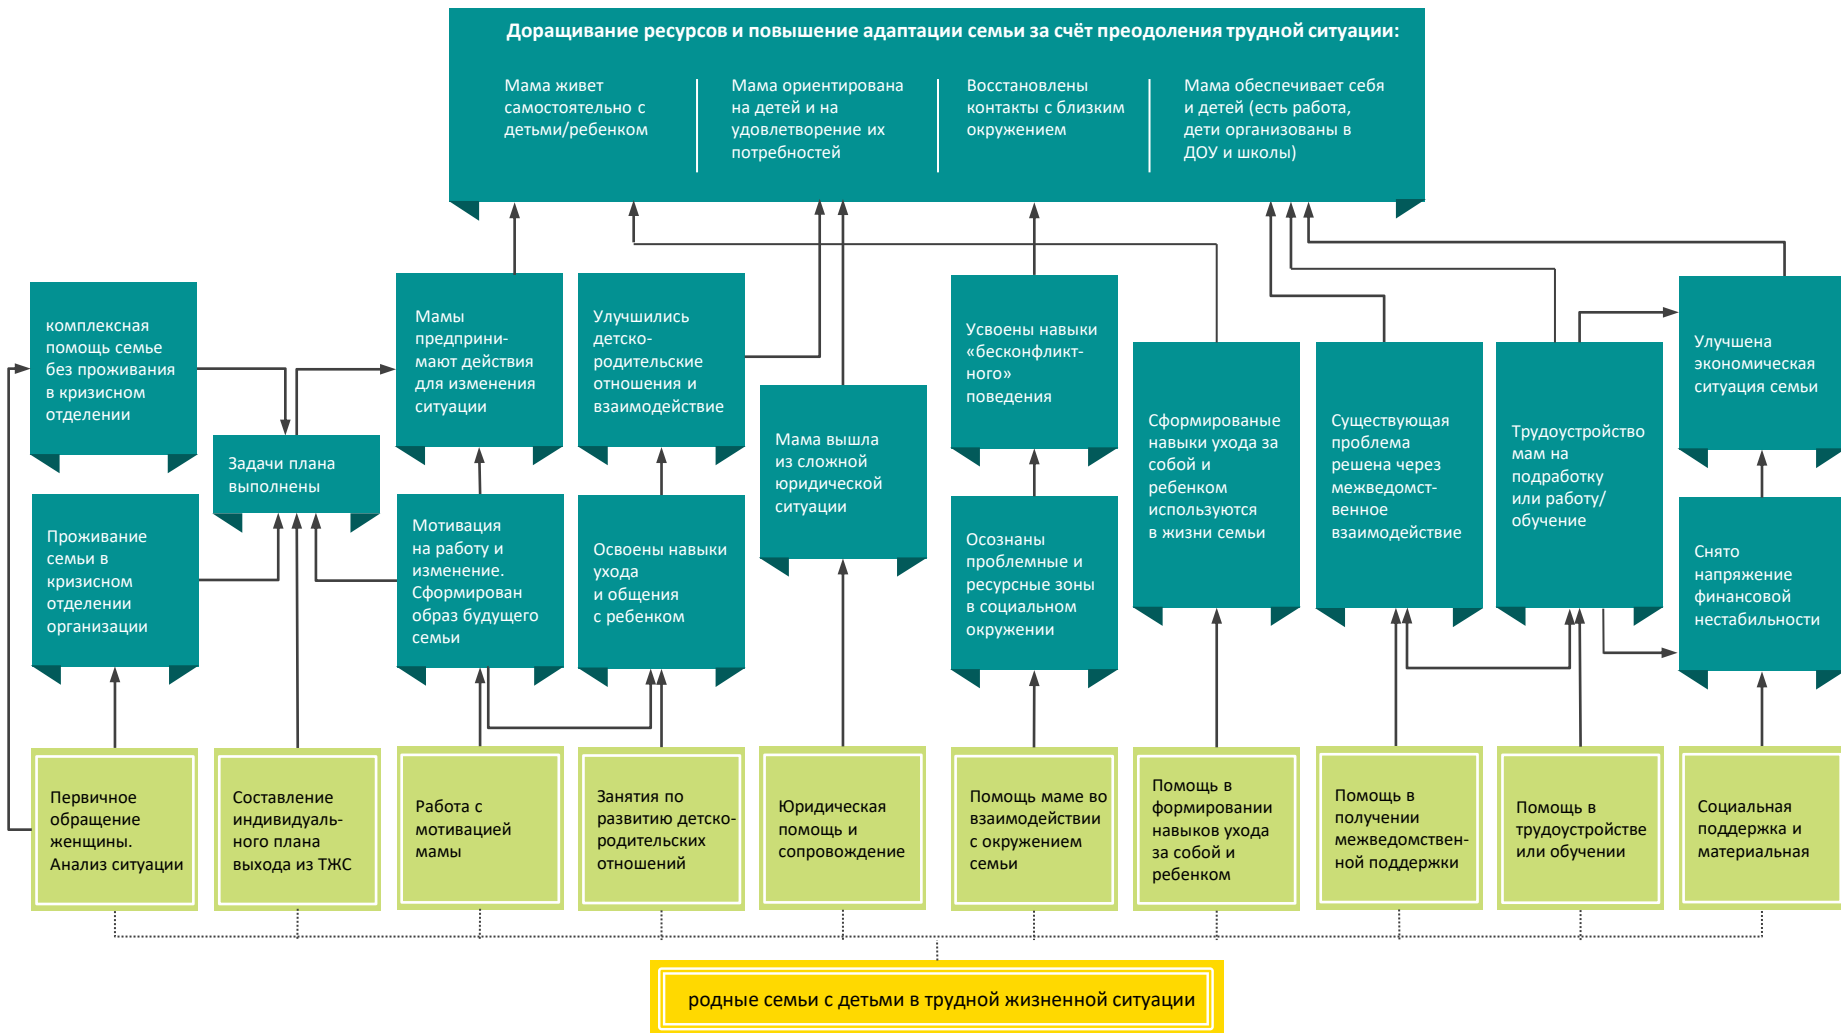 Доращивание ресурсов и повышение адаптации семьи за счёт преодоления трудной ситуации:
Мама живет
самостоятельно с
детьми/ребенком
Мама ориентирована
на детей и на
удовлетворение их
потребностей
Восстановлены
контакты с близким
окружением
Мама обеспечивает себя
и детей (есть работа,
дети организованы в
ДОУ и школы)
комплексная
помощь семье
без проживания
в кризисном
отделении
Задачи плана
выполнены
Проживание
семьи в
кризисном
отделении
организации
Мамы
предприни-
мают действия
для изменения
ситуации
Мотивация
на работу и
изменение.
Сформирован
образ будущего
семьи
Улучшились
детско-
родительские
отношения и
взаимодействие
Освоены навыки
ухода
и общения
с ребенком
Мама вышла
из сложной
юридической
ситуации
Усвоены навыки
«бесконфликт-
ного»
поведения
Осознаны
проблемные и
ресурсные зоны
в социальном
окружении
Сформированые
навыки ухода за
собой и
ребенком
используются
в жизни семьи
Существующая
проблема
решена через
межведомст-
венное
взаимодействие
Трудоустройство
мам на
подработку
или работу/
обучение
Улучшена
экономическая
ситуация семьи
Снято
напряжение
финансовой
нестабильности
Первичное
обращение
женщины.
Анализ ситуации
Составление
индивидуаль-
ного плана
выхода из ТЖС
Работа с
мотивацией
мамы
Занятия по
развитию детско-
родительских
отношений
Юридическая
помощь и
сопровождение
Помощь маме во
взаимодействии
с окружением
семьи
Помощь в
формировании
навыков ухода
за собой и
ребенком
Помощь в
получении
межведомствен-
ной поддержки
Помощь в
трудоустройстве
или обучении
Социальная
поддержка и
материальная
родные семьи с детьми в трудной жизненной ситуации